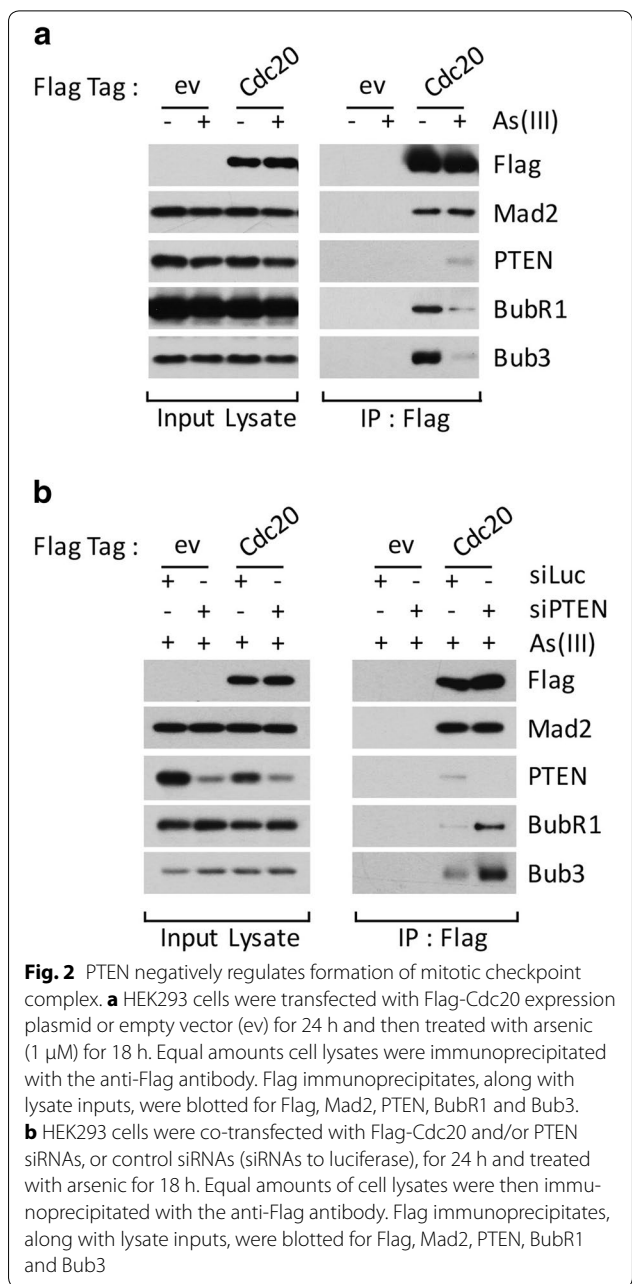 a
Flag Tag : ev Cdc20 ev Cdc20
- + - + - + - + As(III)
Flag
Mad2
PTEN
BubR1
Bub3
Input Lysate IP : Flag
b
Flag Tag : ev Cdc20 ev Cdc20
+ - + - + - + - siLuc
- + - + - + - + siPTEN
+ + + + + + + + As(III)
Flag
Mad2
PTEN
BubR1
Bub3
Input Lysate IP : Flag
Fig. 2 PTEN negatively regulates formation of mitotic checkpoint
complex. a HEK293 cells were transfected with Flag-Cdc20 expression
plasmid or empty vector (ev) for 24 h and then treated with arsenic
(1 μM) for 18 h. Equal amounts cell lysates were immunoprecipitated
with the anti-Flag antibody. Flag immunoprecipitates, along with
lysate inputs, were blotted for Flag, Mad2, PTEN, BubR1 and Bub3.
b HEK293 cells were co-transfected with Flag-Cdc20 and/or PTEN
siRNAs, or control siRNAs (siRNAs to luciferase), for 24 h and treated
with arsenic for 18 h. Equal amounts of cell lysates were then immu-
noprecipitated with the anti-Flag antibody. Flag immunoprecipitates,
along with lysate inputs, were blotted for Flag, Mad2, PTEN, BubR1
and Bub3